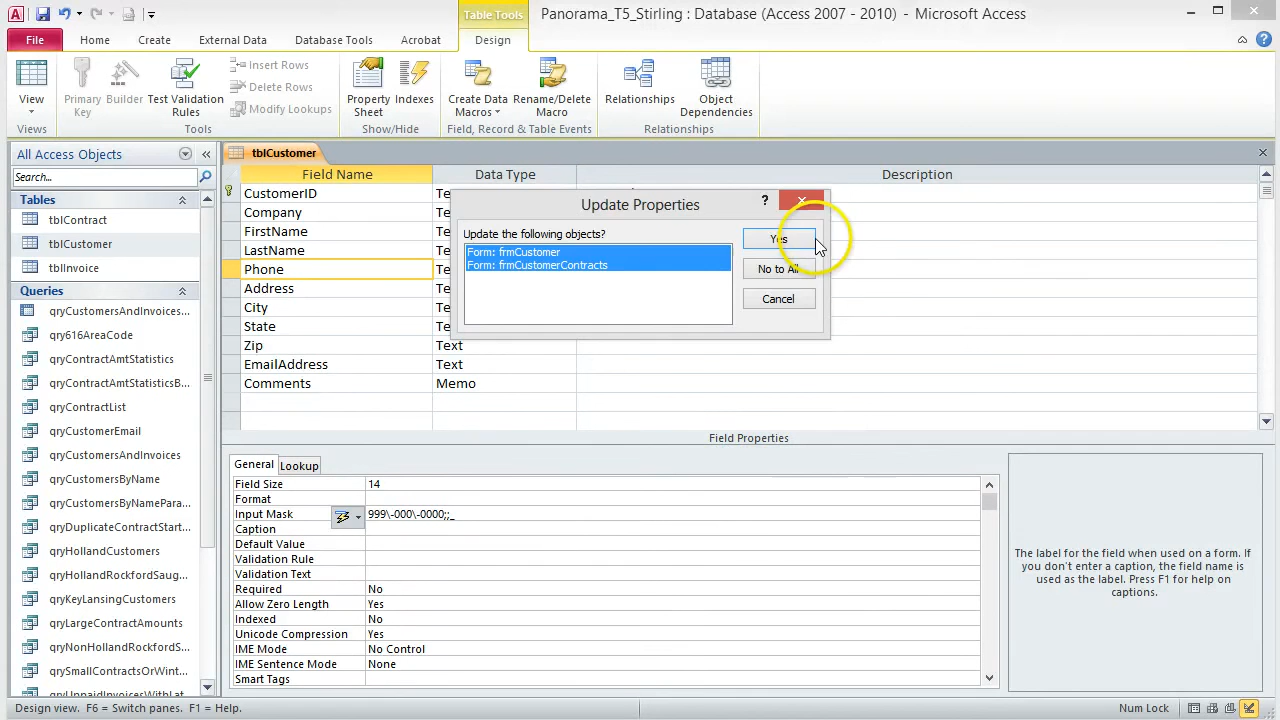 Table Tools
Panorama_T5_Stirling : Database (Access 2007 - 2010) - Microsoft Access
File
Home
Create
External Data
Database Tools
Acrobat
Design
View
Primary Key
Builder
Test Validation Rules
Insert Rows
Delete Rows
Modify Lookups
Property Sheet
Indexes
Create Data Macros
Rename/Delete Macro
Relationships
Object Dependencies
Views
Tools
Show/Hide
Field, Record & Table Events
Relationships
All Access Objects
Search...
Tables
tblContract
tblCustomer
tblInvoice
Queries
qryCustomersAndInvoices...
qry616AreaCode
qryContractAmtStatistics
qryContractAmtStatisticsB...
qryContractList
qryCustomerEmail
qryCustomersAndInvoices
qryCustomersByName
qryCustomersByNamePara...
qryDuplicateContractStart...
qryHollandCustomers
qryHollandRockfordSaug...
qryKeyLansingCustomers
qryLargeContractAmounts
qryNonHollandRockfordS...
qrySmallContractsOrWint...
qryUnpaidInvoicesWithLat...
tblCustomer
Field Name
Data Type
Description
CustomerID Te
Company Te
FirstName Te
LastName Te
Phone Te
Address Te
City Te
State Te
Zip Text
EmailAddress Text
Comments Memo
Update Properties
?
Update the following objects?
Form: frmCustomer
Form: frmCustomerContracts
Yes
No to All
Cancel
Field Properties
General
Lookup
Field Size 14
Format
Input Mask 999\-000\-0000;;_
Caption
Default Value
Validation Rule
Validation Text
Required No
Allow Zero Length Yes
Indexed No
Unicode Compression Yes
IME Mode No Control
IME Sentence Mode None
Smart Tags
The label for the field when used on a form. If
you don't enter a caption, the field name is
used as the label. Press F1 for help on
captions.
Design view. F6 = Switch panes. F1 = Help.
Num Lock